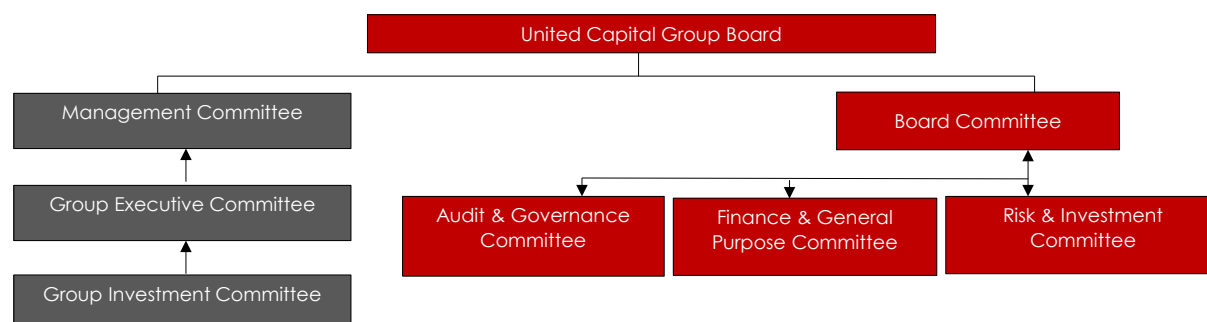 United Capital Group Board
Management Committee
Board Committee
Group Executive Committee
Audit & Governance
Committee
Finance & General
Purpose Committee
Risk & Investment
Committee
Group Investment Committee